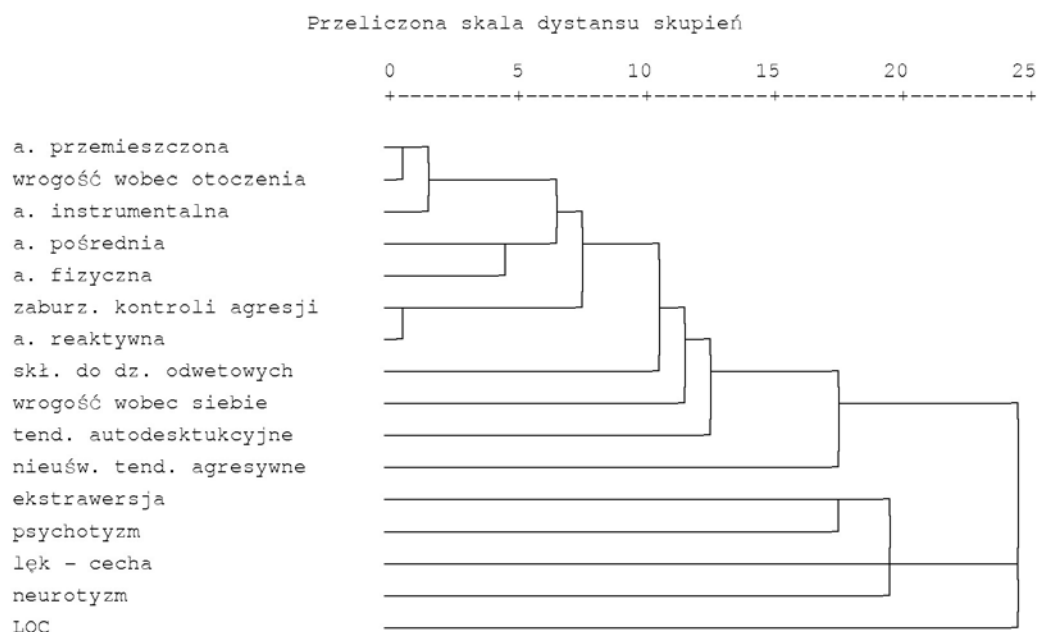 Przeliczona skala dystansu skupień
0 5 10 15 20 25
+---------+---------+---------+---------+---------+
a. przemieszczona
wrogość wobec otoczenia
a. instrumentalna
a. pośrednia
a. fizyczna
zaburz. kontroli agresji
a. reaktywna
skł. do dz. odwetowych
wrogość wobec siebie
tend. autodesktukcyjne
nieuśw. tend. agresywne
ekstrawersja
psychotyzm
lęk – cecha
neurotyzm
LOC